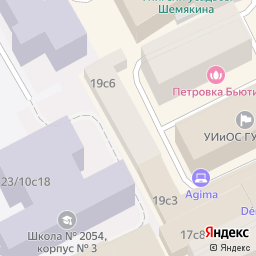 Шемякина
19с6
Петровка Бьюти
УИиОС ГУ
23/10с18
Agima
19с3
Школа № 2054,
корпус № 3
17с8
Яндекс